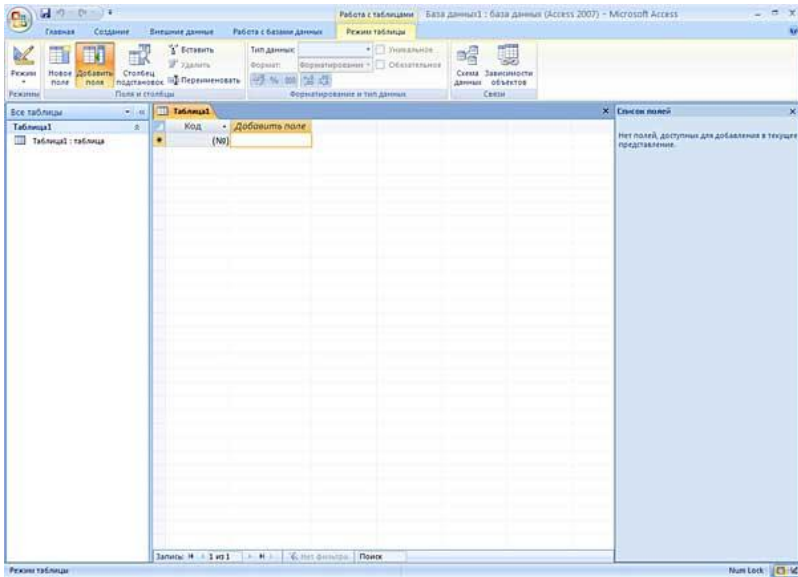 Работа с таблицами База данных1 : база данных (Access 2007) - Microsoft Access
Главная Создание Внешние данные Работа с базами данных Режим таблицы
Режим
Новое поле
Добавить поля
Столбец подстановок
Вставить
Удалить
Переименовать
Тип данных:
Формат: Форматирование
Уникальное
Обязательное
Схема данных
Зависимости объектов
Режимы Поля и столбцы Форматирование и тип данных Связи
Все таблицы
Таблица1
Таблица1 : таблица
Таблица1
Код Добавить поле
(№)
Список полей
Нет полей, доступных для добавления в текущее
представление.
Запись: 1 из 1 Нет фильтра Поиск
Режим таблицы Num Lock